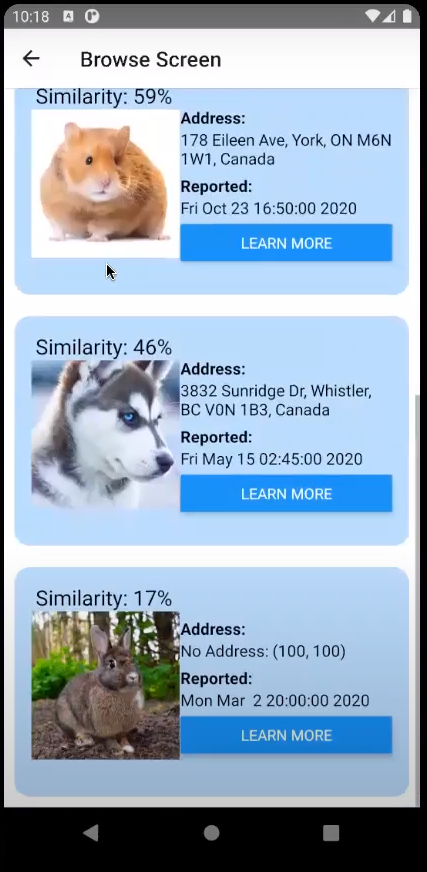 10:18
Browse Screen
Similarity: 59%
Address:
178 Eileen Ave, York, ON M6N
1W1, Canada
Reported:
Fri Oct 23 16:50:00 2020
LEARN MORE
Similarity: 46%
Address:
3832 Sunridge Dr, Whistler,
BC V0N 1B3, Canada
Reported:
Fri May 15 02:45:00 2020
LEARN MORE
Similarity: 17%
Address:
No Address: (100, 100)
Reported:
Mon Mar  2 20:00:00 2020
LEARN MORE